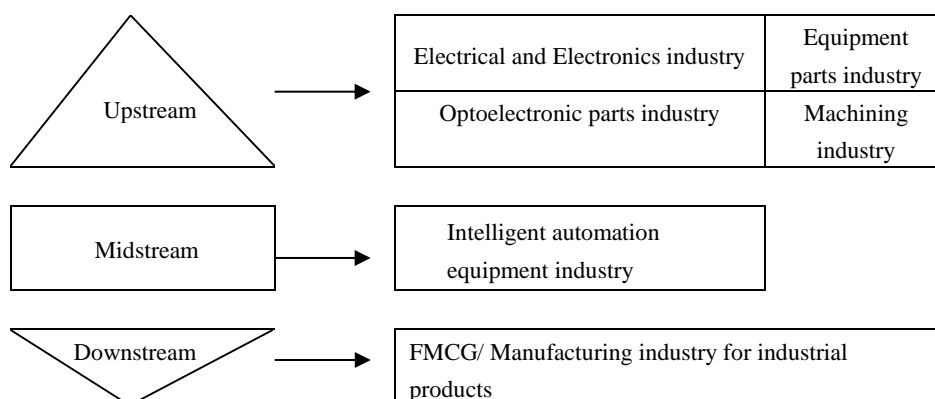 Upstream
Electrical and Electronics industry
Equipment
parts industry
Optoelectronic parts industry
Machining
industry
Midstream
Intelligent automation
equipment industry
Downstream
FMCG/ Manufacturing industry for industrial
products